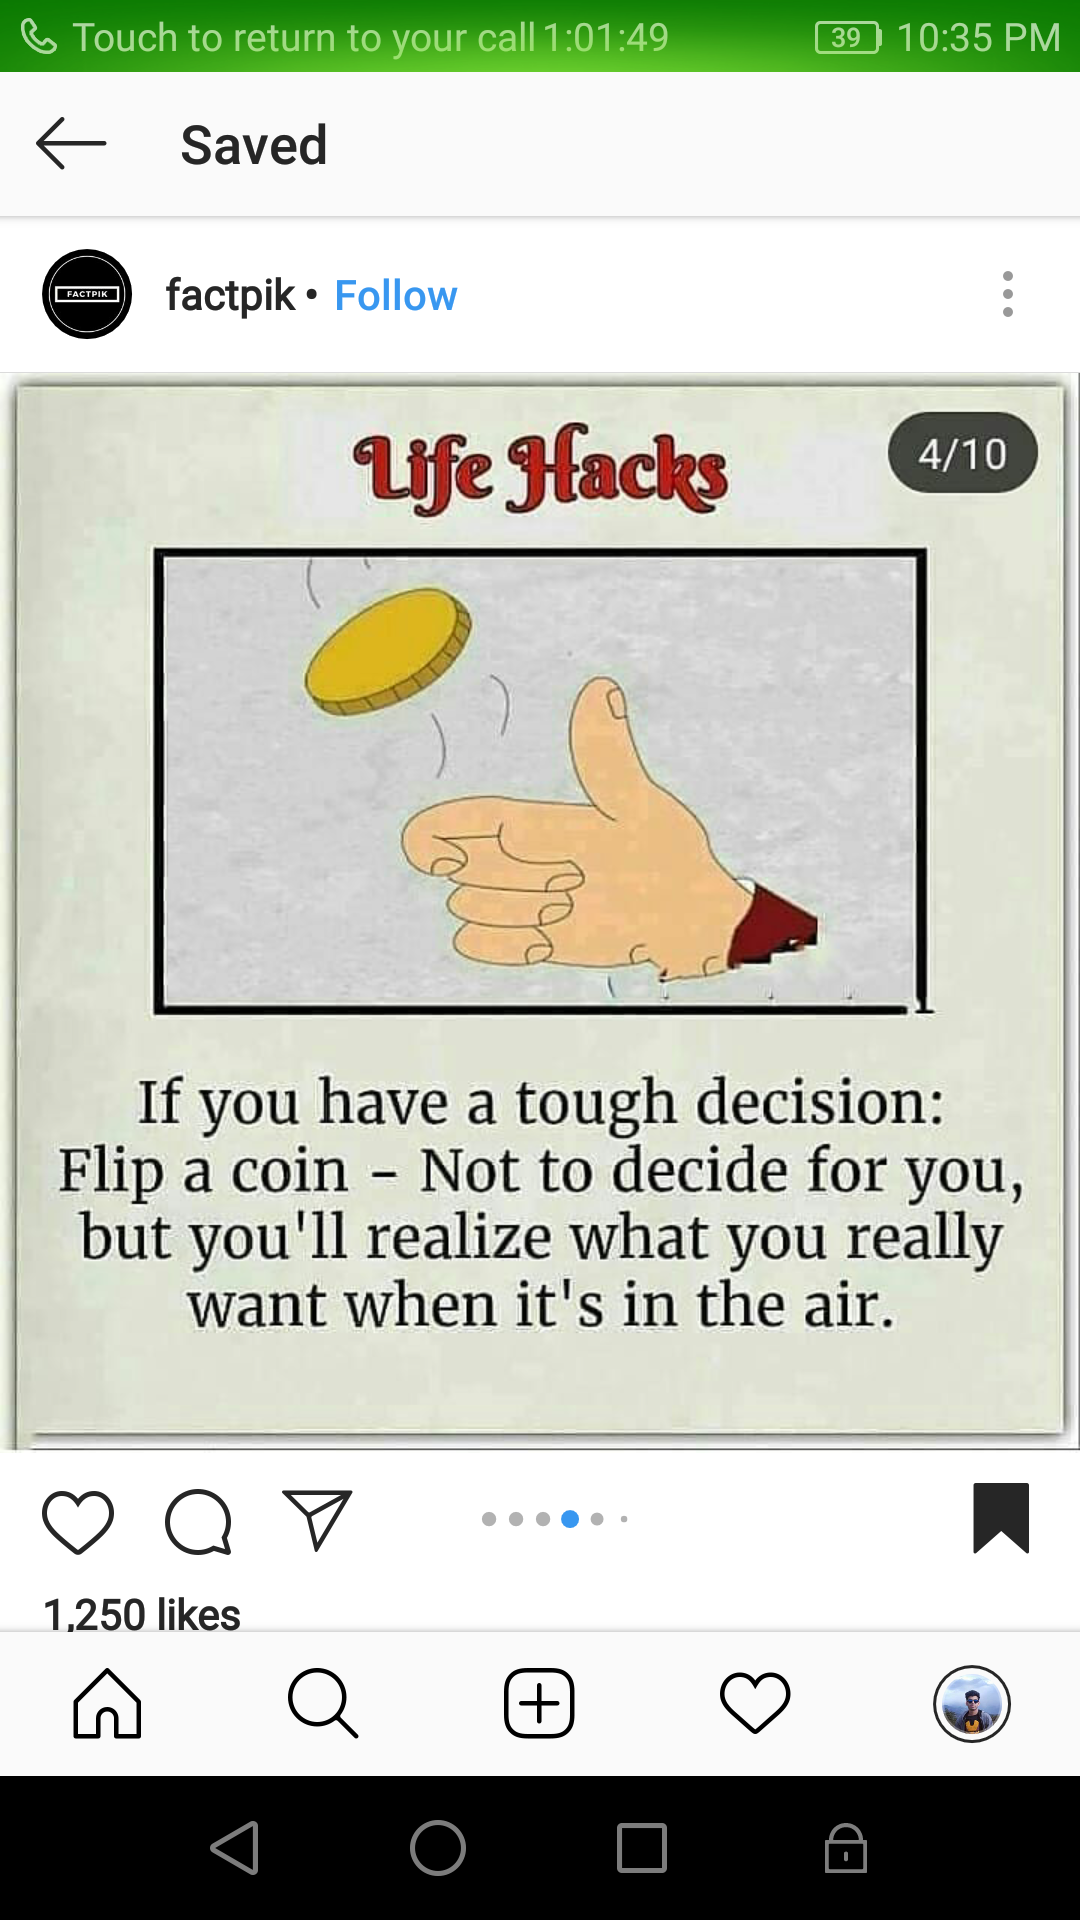 Touch to return to your call 1:01:49 39 10:35 PM
Saved
FACTPIK
factpik • Follow
4/10
Life Hacks
If you have a tough decision:
Flip a coin - Not to decide for you,
but you'll realize what you really
want when it's in the air.
1,250 likes